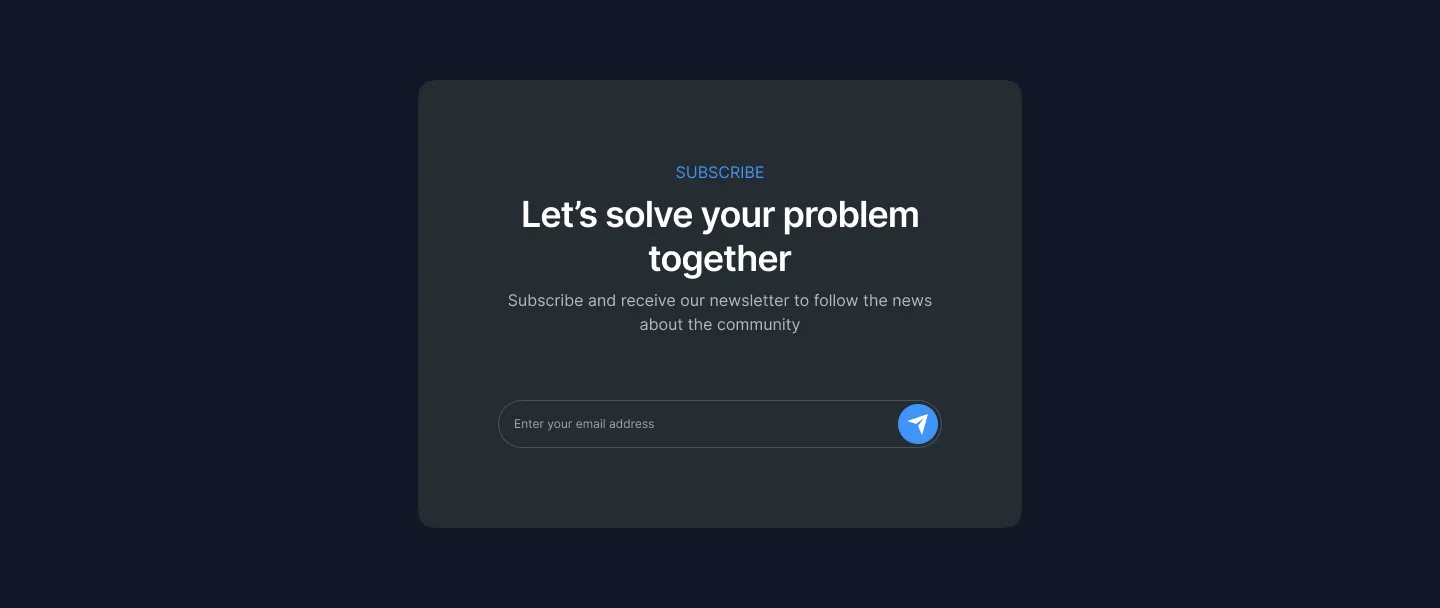 SUBSCRIBE
Let’s solve your problem
together
Subscribe and receive our newsletter to follow the news
about the community
Enter your email address